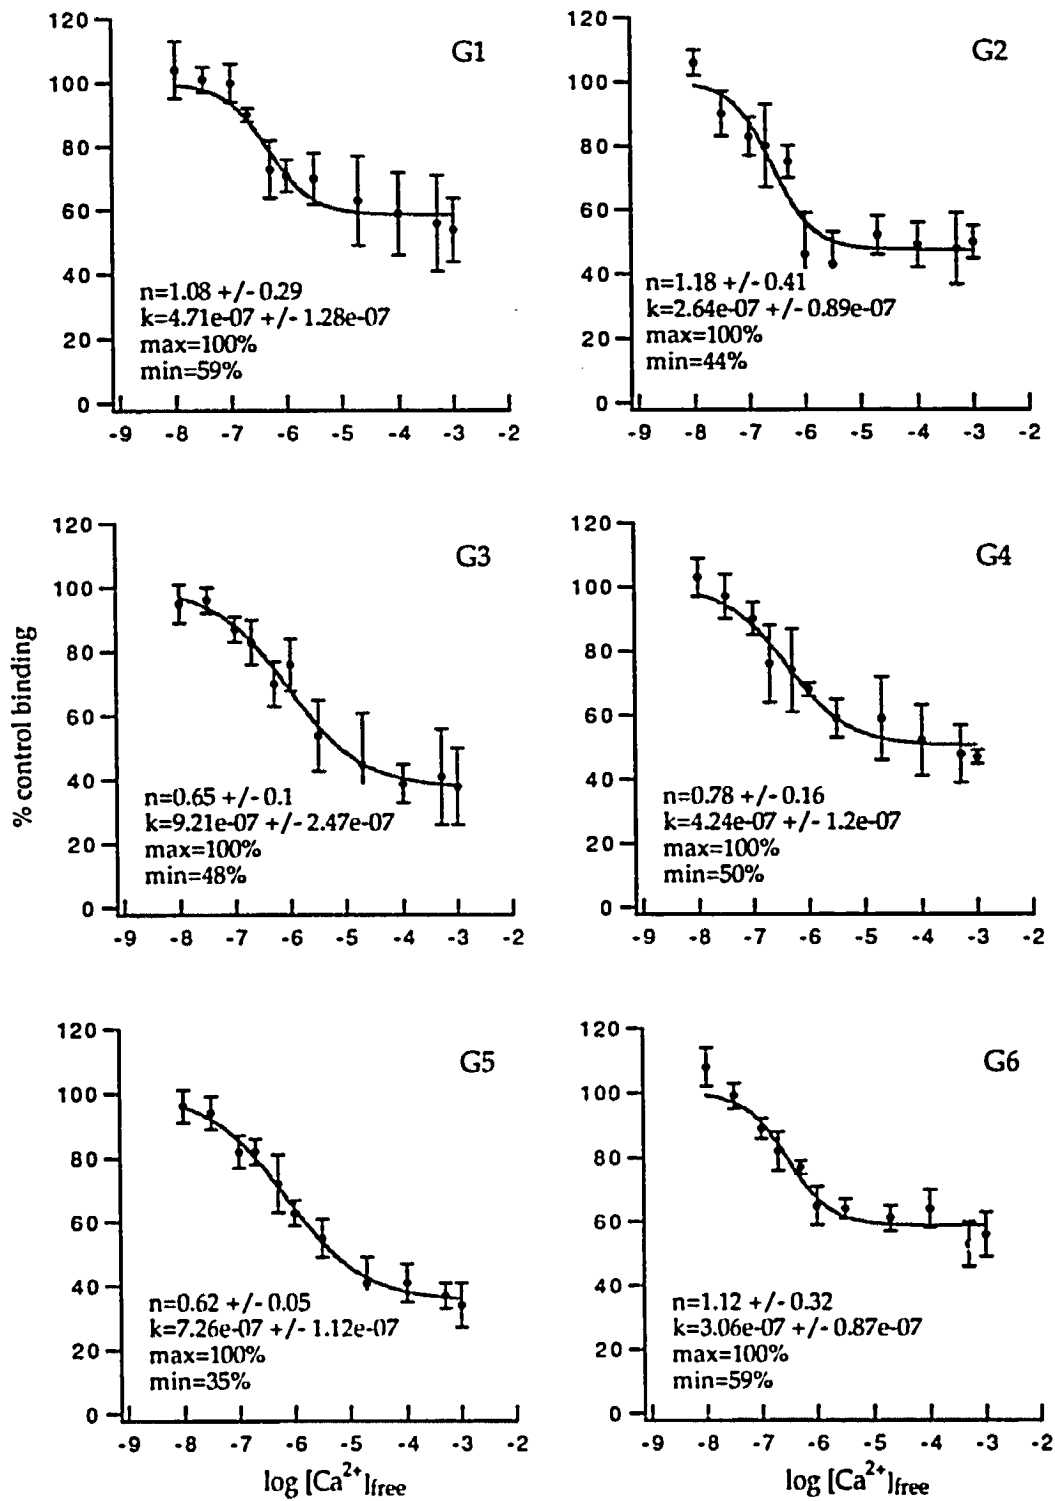 120
100
80
60
40
20
0
G1
n=1.08 +/- 0.29
k=4.71e-07 +/- 1.28e-07
max=100%
min=59%
-9 -8 -7 -6 -5 -4 -3 -2
120
100
80
60
40
20
0
G2
n=1.18 +/- 0.41
k=2.64e-07 +/- 0.89e-07
max=100%
min=44%
-9 -8 -7 -6 -5 -4 -3 -2
% control binding
120
100
80
60
40
20
0
G3
n=0.65 +/- 0.1
k=9.21e-07 +/- 2.47e-07
max=100%
min=48%
-9 -8 -7 -6 -5 -4 -3 -2
120
100
80
60
40
20
0
G4
n=0.78 +/- 0.16
k=4.24e-07 +/- 1.2e-07
max=100%
min=50%
-9 -8 -7 -6 -5 -4 -3 -2
120
100
80
60
40
20
0
G5
n=0.62 +/- 0.05
k=7.26e-07 +/- 1.12e-07
max=100%
min=35%
-9 -8 -7 -6 -5 -4 -3 -2
log [Ca²⁺]free
120
100
80
60
40
20
0
G6
n=1.12 +/- 0.32
k=3.06e-07 +/- 0.87e-07
max=100%
min=59%
-9 -8 -7 -6 -5 -4 -3 -2
log [Ca²⁺]free